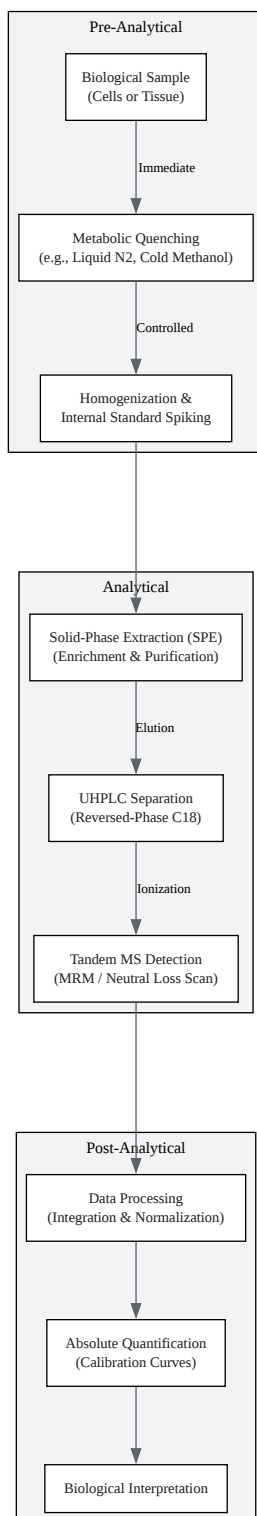 Pre-Analytical
Biological Sample
(Cells or Tissue)
Immediate
Metabolic Quenching
(e.g., Liquid N2, Cold Methanol)
Controlled
Homogenization &
Internal Standard Spiking
Analytical
Solid-Phase Extraction (SPE)
(Enrichment & Purification)
Elution
UHPLC Separation
(Reversed-Phase C18)
Ionization
Tandem MS Detection
(MRM / Neutral Loss Scan)
Post-Analytical
Data Processing
(Integration & Normalization)
Absolute Quantification
(Calibration Curves)
Biological Interpretation